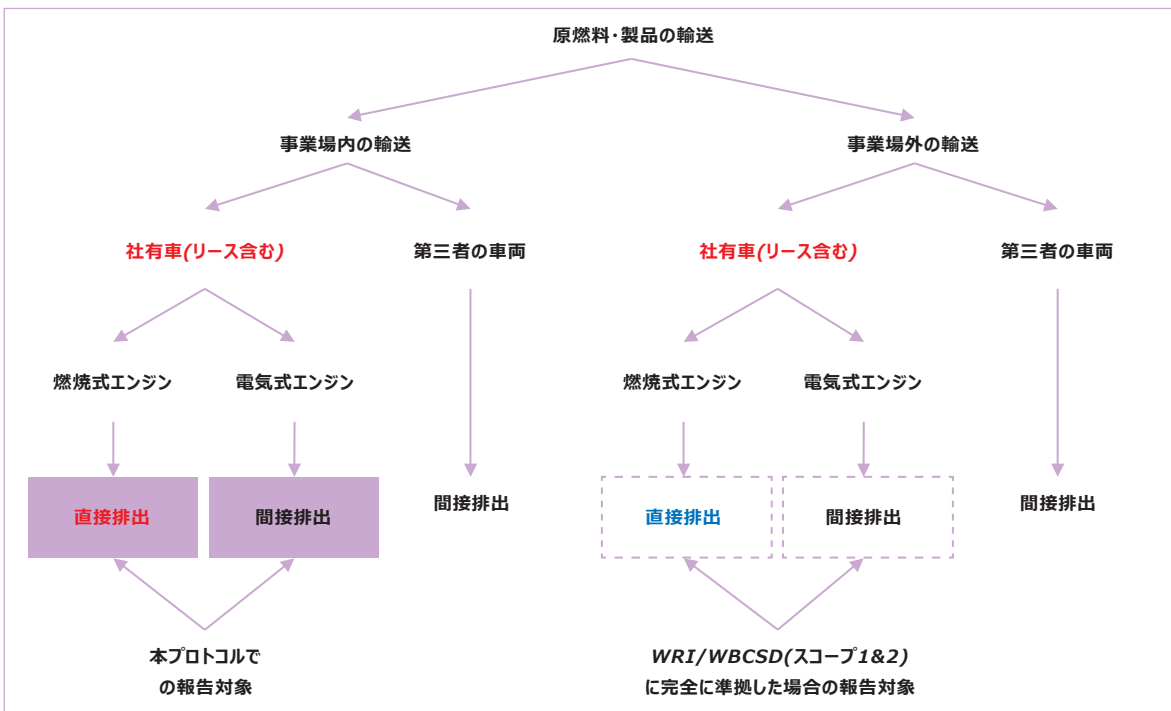 原燃料・製品の輸送
事業場内の輸送
事業場外の輸送
社有車(リース含む)
第三者の車両
社有車(リース含む)
第三者の車両
燃焼式エンジン
電気式エンジン
燃焼式エンジン
電気式エンジン
直接排出
間接排出
間接排出
直接排出
間接排出
間接排出
本プロトコルで
の報告対象
WRI/WBCSD(スコープ1&2)
に完全に準拠した場合の報告対象